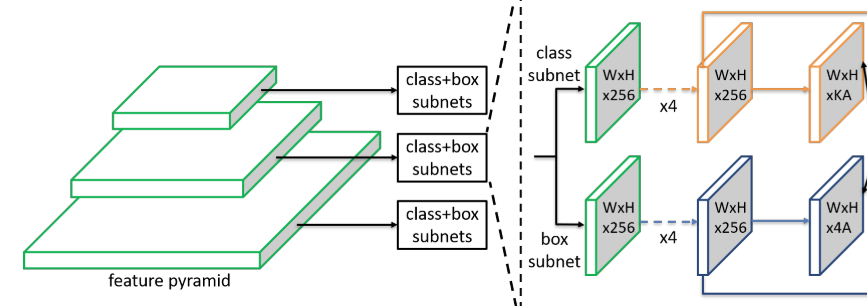 class+box
subnets
class+box
subnets
class+box
subnets
feature pyramid
class
subnet
WxH
x256
x4
WxH
x256
WxH
xKA
box
subnet
WxH
x256
x4
WxH
x256
WxH
x4A